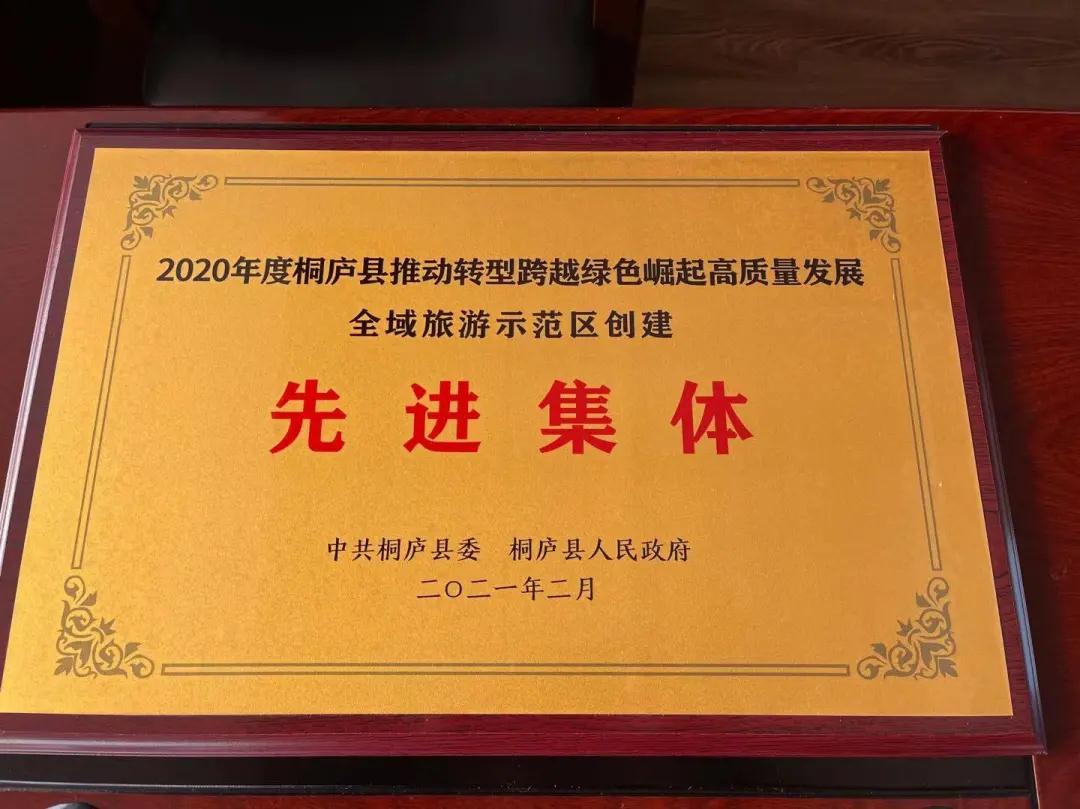 2020年度桐庐县推动转型跨越绿色崛起高质量发展
全域旅游示范区创建
先进集体
中共桐庐县委 桐庐县人民政府
二〇二一年二月